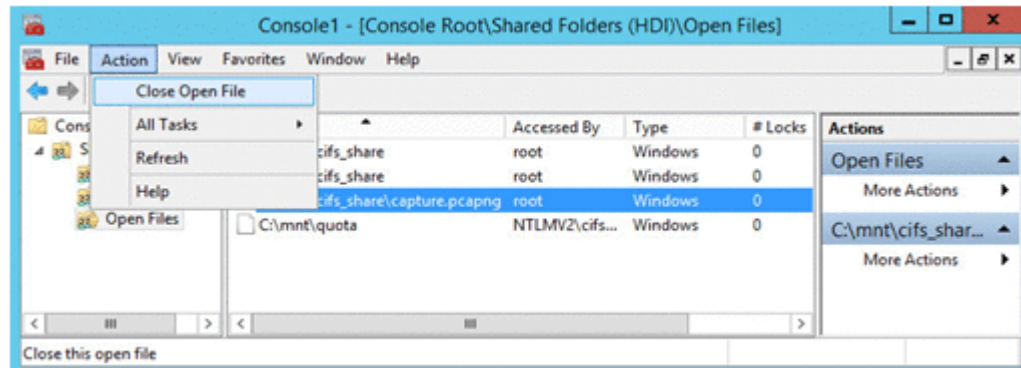 Console1 - [Console Root\Shared Folders (HDI)\Open Files]
File Action View Favorites Window Help
Close Open File
All Tasks
Refresh
Help
Cons
S
Open Files
Accessed By Type # Locks
cifs_share root Windows 0
cifs_share root Windows 0
cifs_share\capture.pcapng root Windows 0
C:\mnt\quota NTLMV2\cifs... Windows 0
Actions
Open Files
More Actions
C:\mnt\cifs_shar...
More Actions
Close this open file